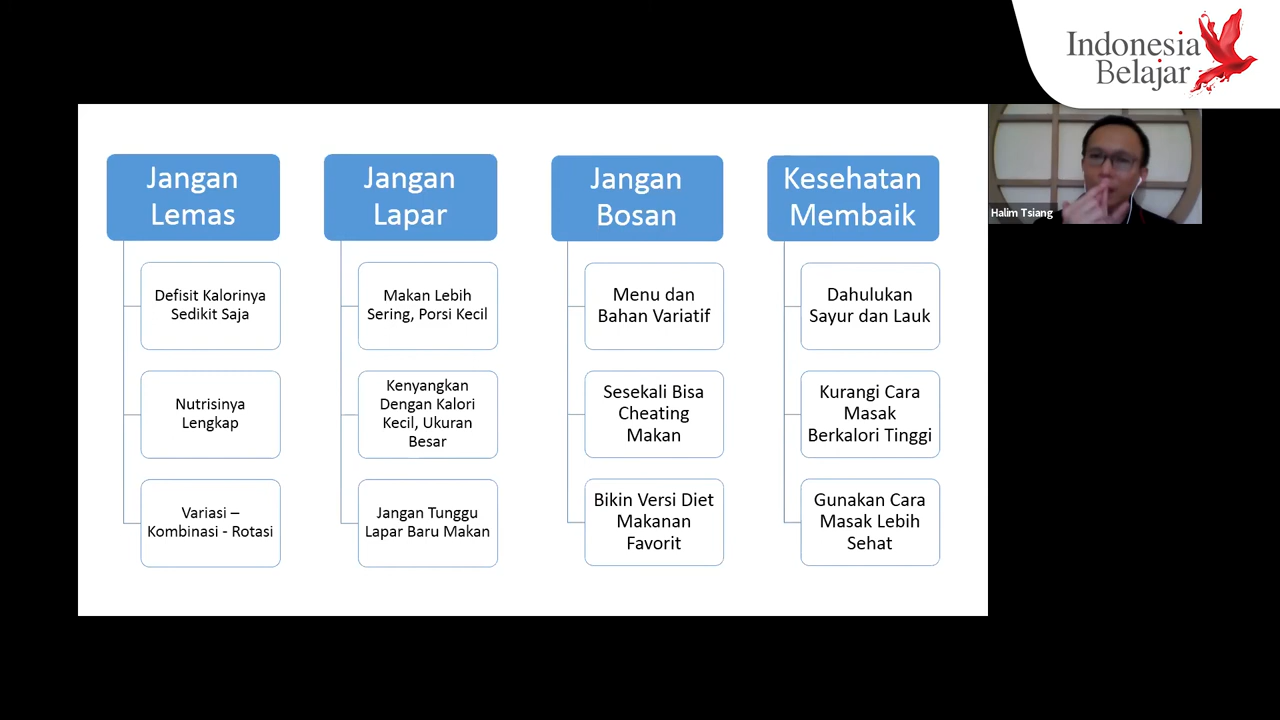 Indonesia
Belajar
Halim Tsiang
Jangan
Lemas
Defisit Kalorinya
Sedikit Saja
Nutrisinya
Lengkap
Variasi –
Kombinasi - Rotasi
Jangan
Lapar
Makan Lebih
Sering, Porsi Kecil
Kenyangkan
Dengan Kalori
Kecil, Ukuran
Besar
Jangan Tunggu
Lapar Baru Makan
Jangan
Bosan
Menu dan
Bahan Variatif
Sesekali Bisa
Cheating
Makan
Bikin Versi Diet
Makanan
Favorit
Kesehatan
Membaik
Dahulukan
Sayur dan Lauk
Kurangi Cara
Masak
Berkalori Tinggi
Gunakan Cara
Masak Lebih
Sehat